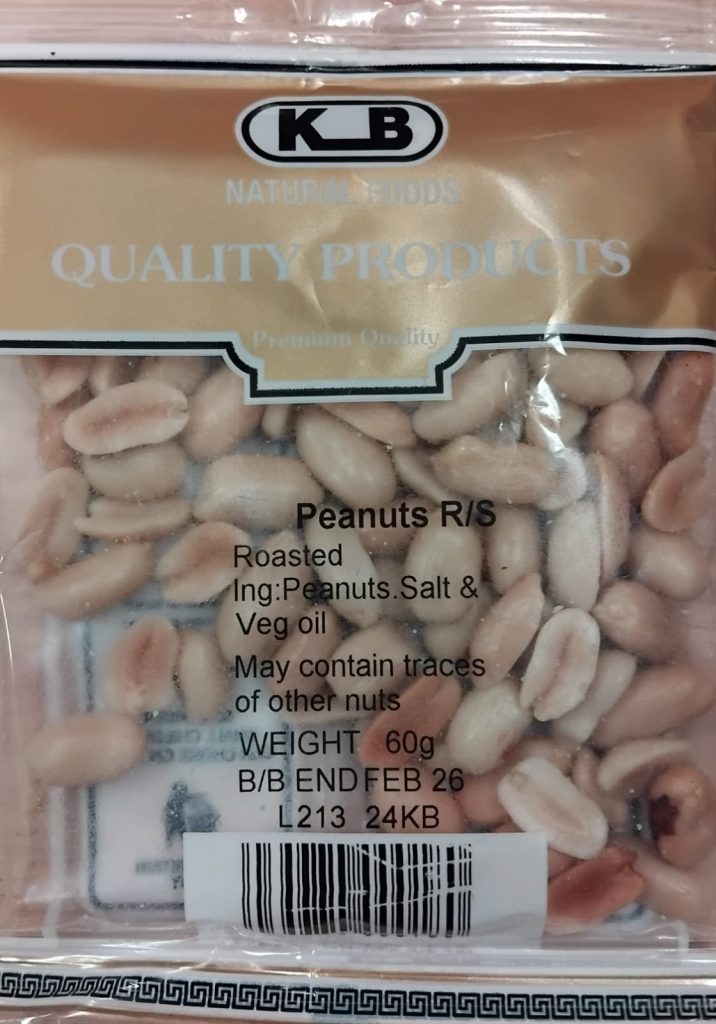 K B
NATURAL FOODS
QUALITY PRODUCTS
Premium Quality
Peanuts R/S
Roasted
Ing:Peanuts.Salt &
Veg oil
May contain traces
of other nuts
WEIGHT 60g
B/B END FEB 26
L213 24KB